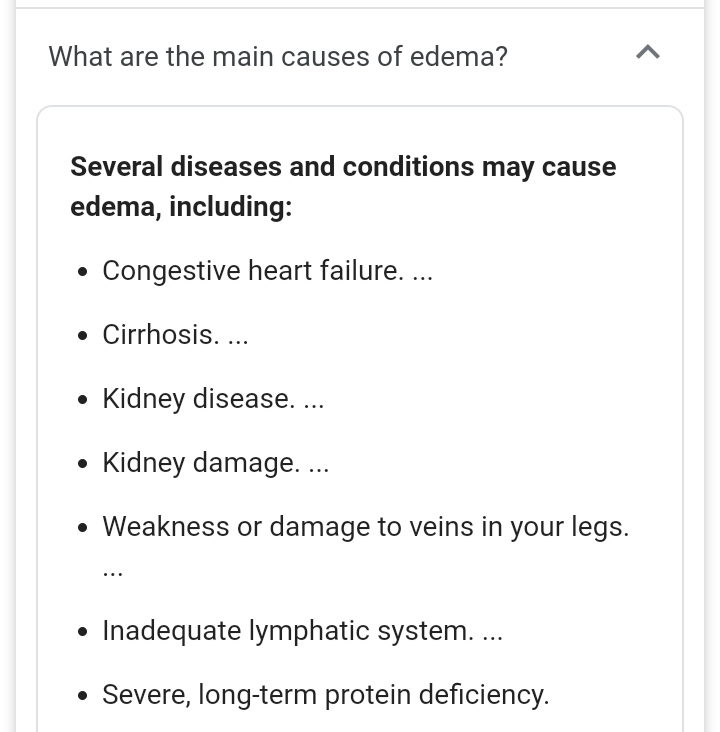 What are the main causes of edema?
Several diseases and conditions may cause
edema, including:
• Congestive heart failure. ...
• Cirrhosis. ...
• Kidney disease. ...
• Kidney damage. ...
• Weakness or damage to veins in your legs.
...
• Inadequate lymphatic system. ...
• Severe, long-term protein deficiency.